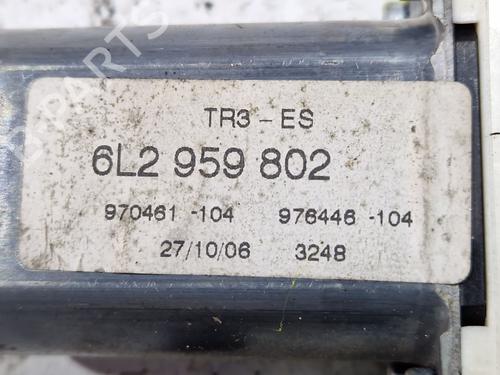 TR3 - ES
6L2 959 802
970461 -104 976446 -104
27/10/06 3248